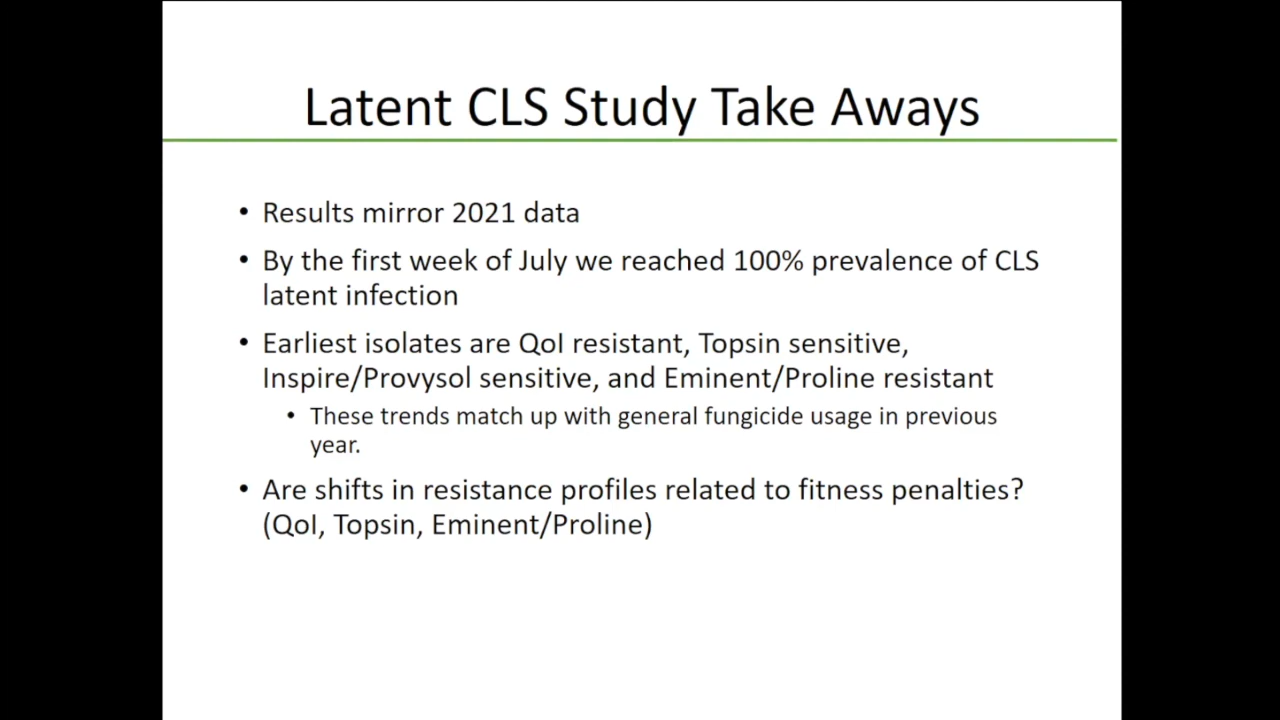 Latent CLS Study Take Aways
• Results mirror 2021 data
• By the first week of July we reached 100% prevalence of CLS
latent infection
• Earliest isolates are QoI resistant, Topsin sensitive,
Inspire/Provysol sensitive, and Eminent/Proline resistant
• These trends match up with general fungicide usage in previous
year.
• Are shifts in resistance profiles related to fitness penalties?
(QoI, Topsin, Eminent/Proline)